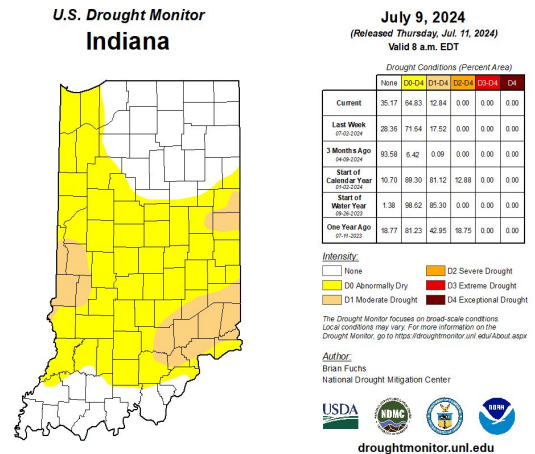 U.S. Drought Monitor
Indiana
July 9, 2024
(Released Thursday, Jul. 11, 2024)
Valid 8 a.m. EDT
Drought Conditions (Percent Area)
None D0-D4 D1-D4 D2-D4 D3-D4 D4
Current 35.17 64.83 12.84 0.00 0.00 0.00
Last Week
07-02-2024 28.36 71.64 17.52 0.00 0.00 0.00
3 Months Ago
04-09-2024 93.58 6.42 0.09 0.00 0.00 0.00
Start of
Calendar Year
01-02-2024 10.70 89.30 81.12 12.88 0.00 0.00
Start of
Water Year
09-26-2023 1.38 98.62 85.30 0.00 0.00 0.00
One Year Ago
07-11-2023 18.77 81.23 42.95 18.75 0.00 0.00
Intensity:
None
D0 Abnormally Dry
D1 Moderate Drought
D2 Severe Drought
D3 Extreme Drought
D4 Exceptional Drought
The Drought Monitor focuses on broad-scale conditions.
Local conditions may vary. For more information on the
Drought Monitor, go to https://droughtmonitor.unl.edu/About.aspx
Author:
Brian Fuchs
National Drought Mitigation Center
USDA
NDMC
NOAA
droughtmonitor.unl.edu